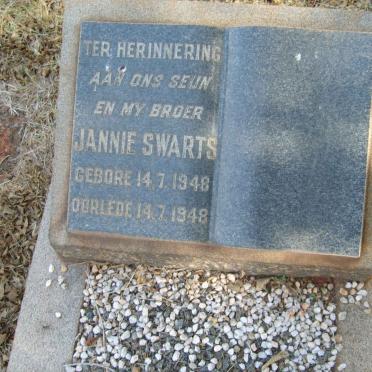 TER HERINNERING
AAN ONS SEUN
EN MY BROER
JANNIE SWARTS
GEBORE 14.7.1948
OORLEDE 14.7.1948